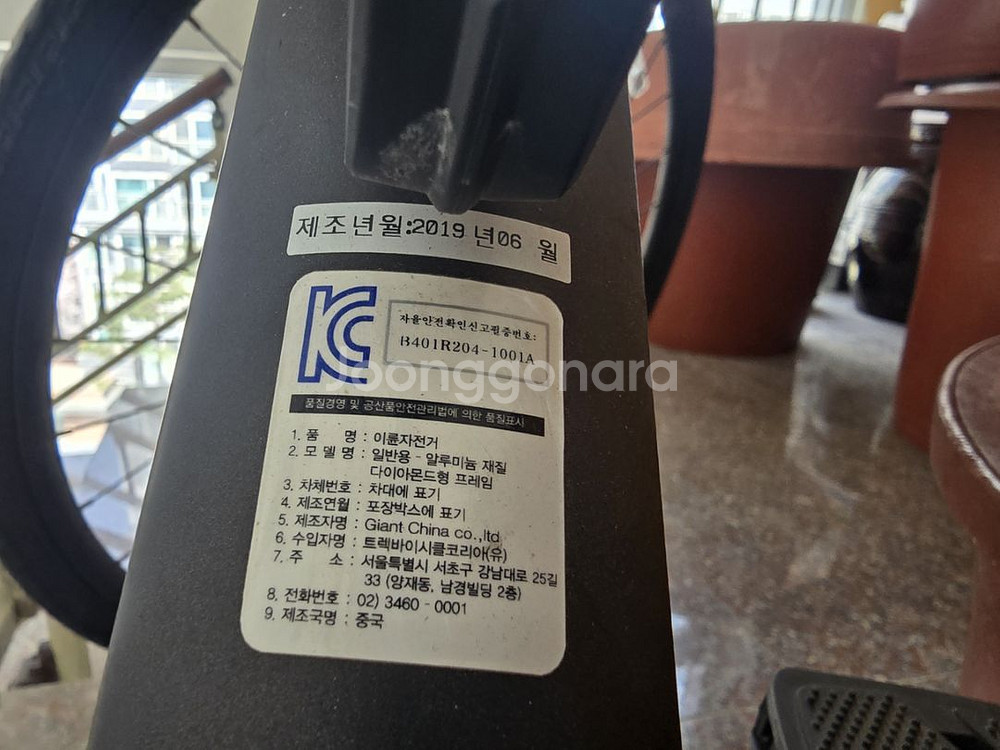 제조년월:2019 년06 월
KC
자율안전확인신고필증번호:
B401R204-1001A
Joonggonara
품질경영 및 공산품안전관리법에 의한 품질표시
1. 품 명 : 이륜자전거
2. 모 델 명 : 일반용 - 알루미늄 재질
다이아몬드형 프레임
3. 차체번호 : 차대에 표기
4. 제조연월 : 포장박스에 표기
5. 제조자명 : Giant China co.,ltd
6. 수입자명 : 트렉바이시클코리아(유)
7. 주 소 : 서울특별시 서초구 강남대로 25길
33 (양재동, 남경빌딩 2층)
8. 전화번호 : 02) 3460 - 0001
9. 제조국명 : 중국